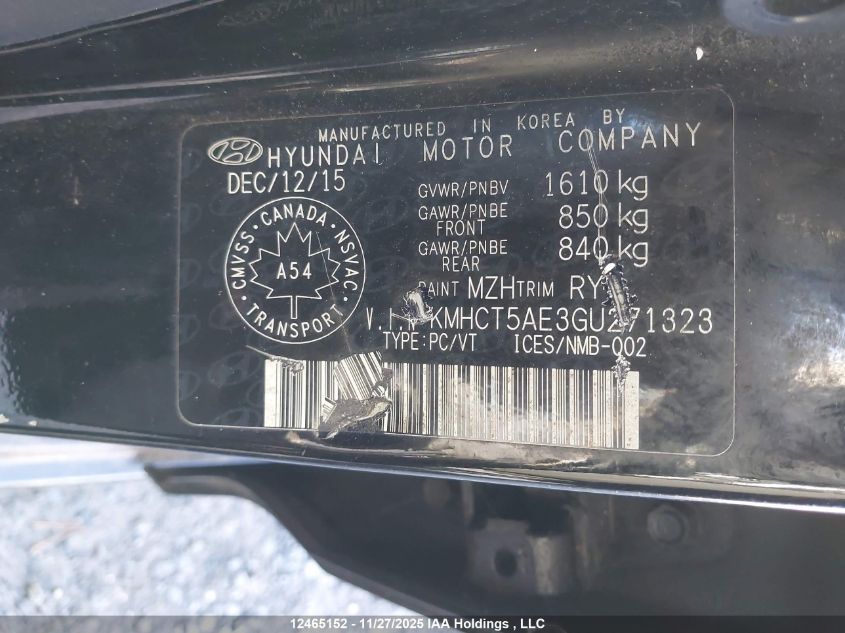 MANUFACTURED IN KOREA BY
HYUNDAI MOTOR COMPANY
DEC/12/15
GVWR/PNBV 1610 kg
GAWR/PNBE FRONT 850 kg
GAWR/PNBE REAR 840 kg
CMVSS · CANADA · NSVAC · TRANSPORT
A54
PAINT MZH TRIM RY
V.I.N KMHCT5AE3GU271323
TYPE:PC/VT ICES/NMB-002
12465152 - 11/27/2025 IAA Holdings , LLC